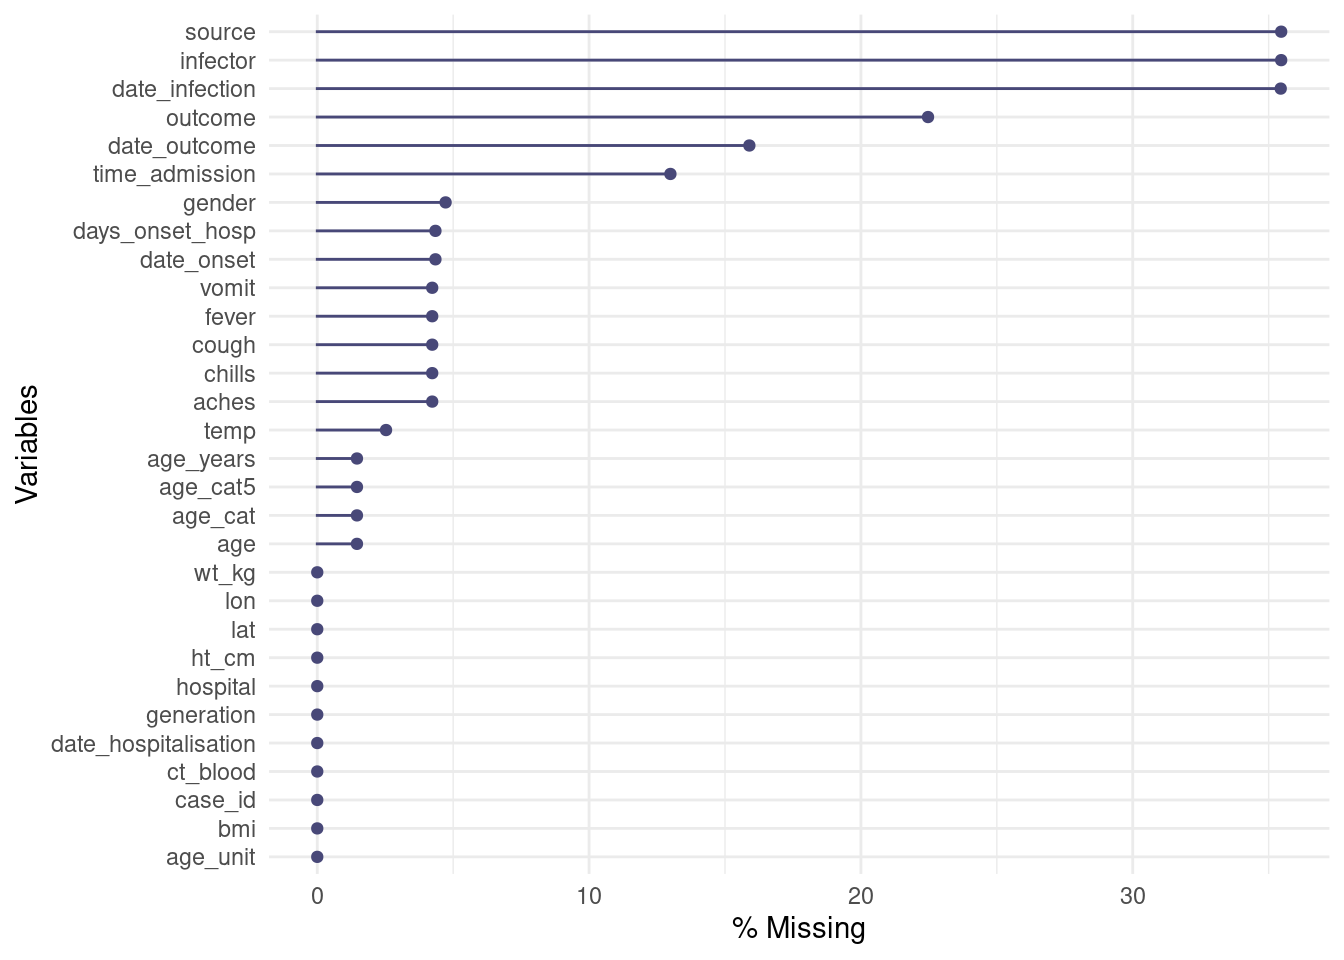 source
infector
date_infection
outcome
date_outcome
time_admission
gender
days_onset_hosp
date_onset
vomit
fever
cough
chills
aches
temp
age_years
age_cat5
age_cat
age
wt_kg
lon
lat
ht_cm
hospital
generation
date_hospitalisation
ct_blood
case_id
bmi
age_unit
Variables
0 10 20 30
% Missing